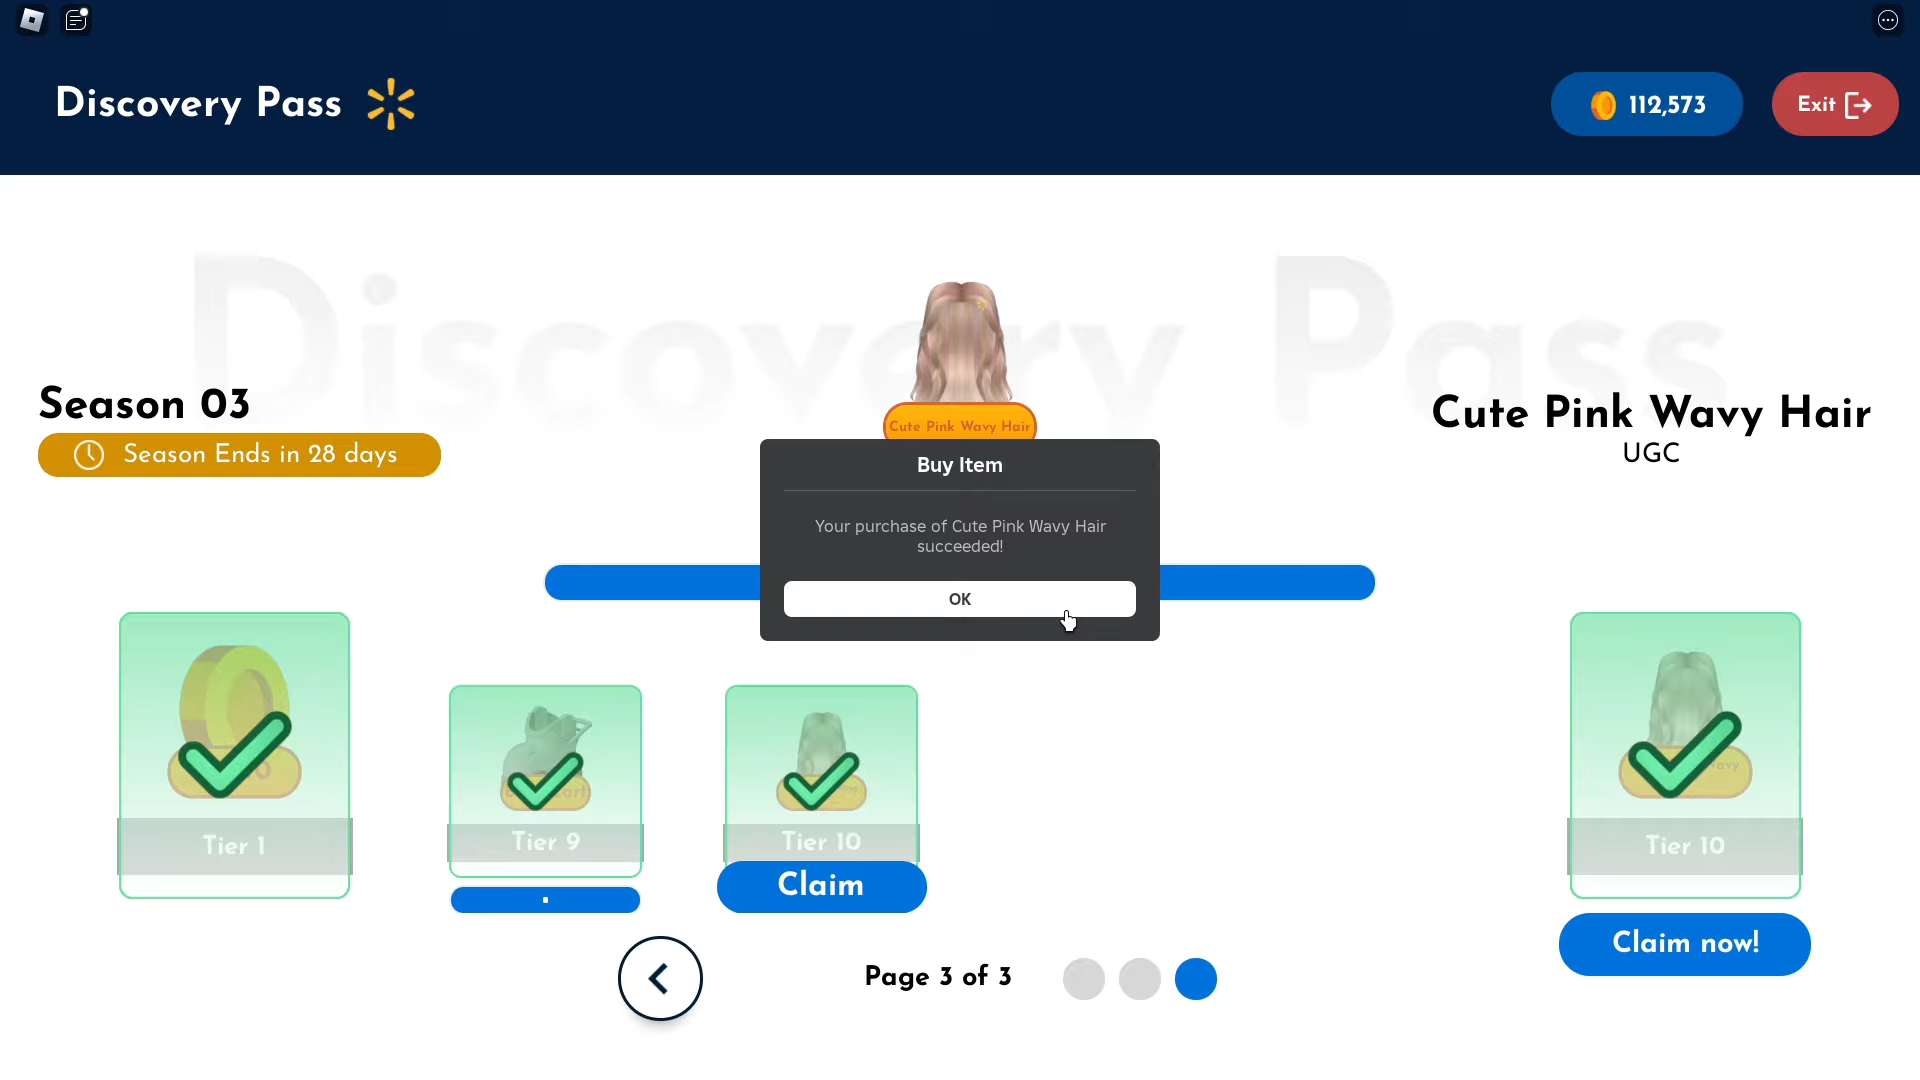 Discovery Pass
112,573
Exit
Discovery Pass
Season 03
Season Ends in 28 days
Cute Pink Wavy Hair
Cute Pink Wavy Hair
UGC
Buy Item
Your purchase of Cute Pink Wavy Hair
succeeded!
OK
Tier 1
Tier 9
Tier 10
Tier 10
Claim
Claim now!
Page 3 of 3